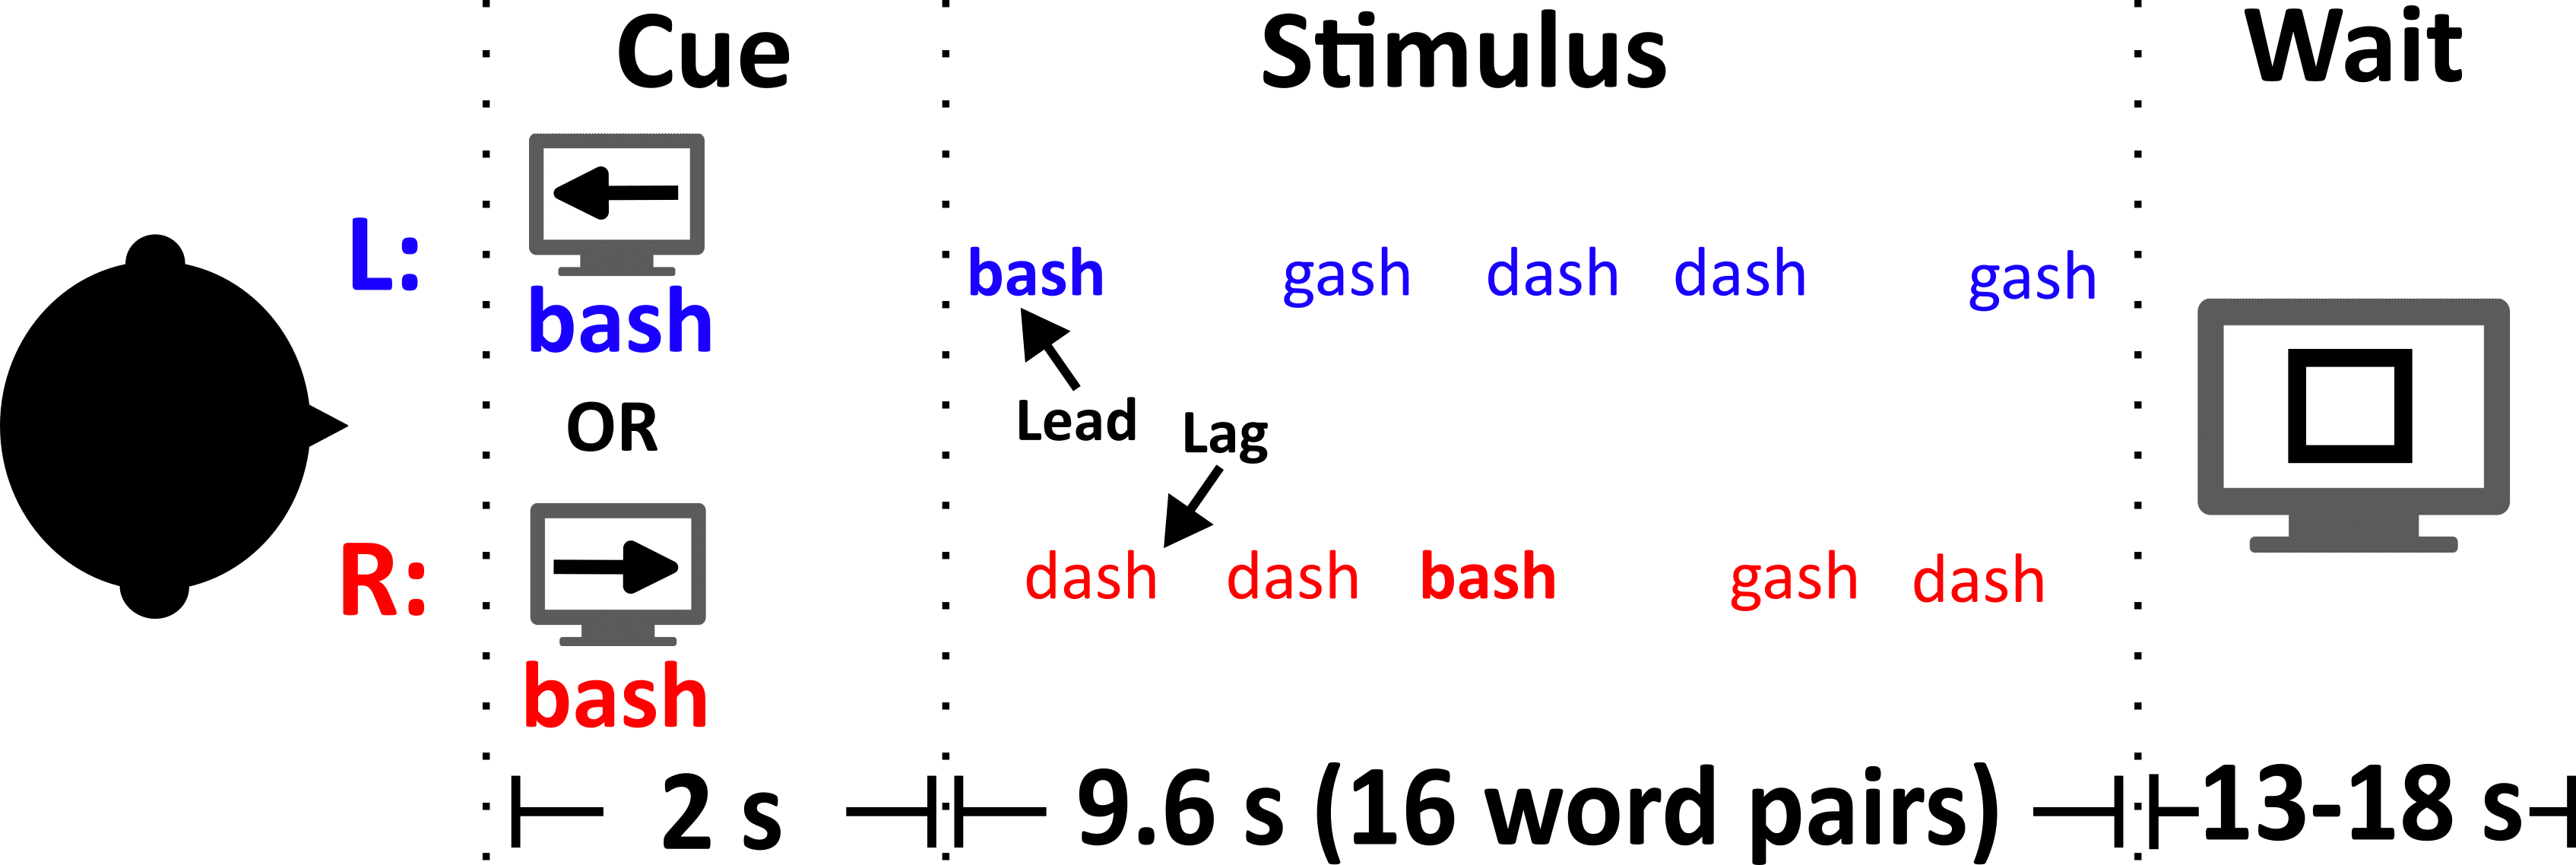 Cue Stimulus Wait
L: bash gash dash dash gash
bash
OR Lead Lag
R: dash dash bash gash dash
bash
2 s 9.6 s (16 word pairs) 13-18 s